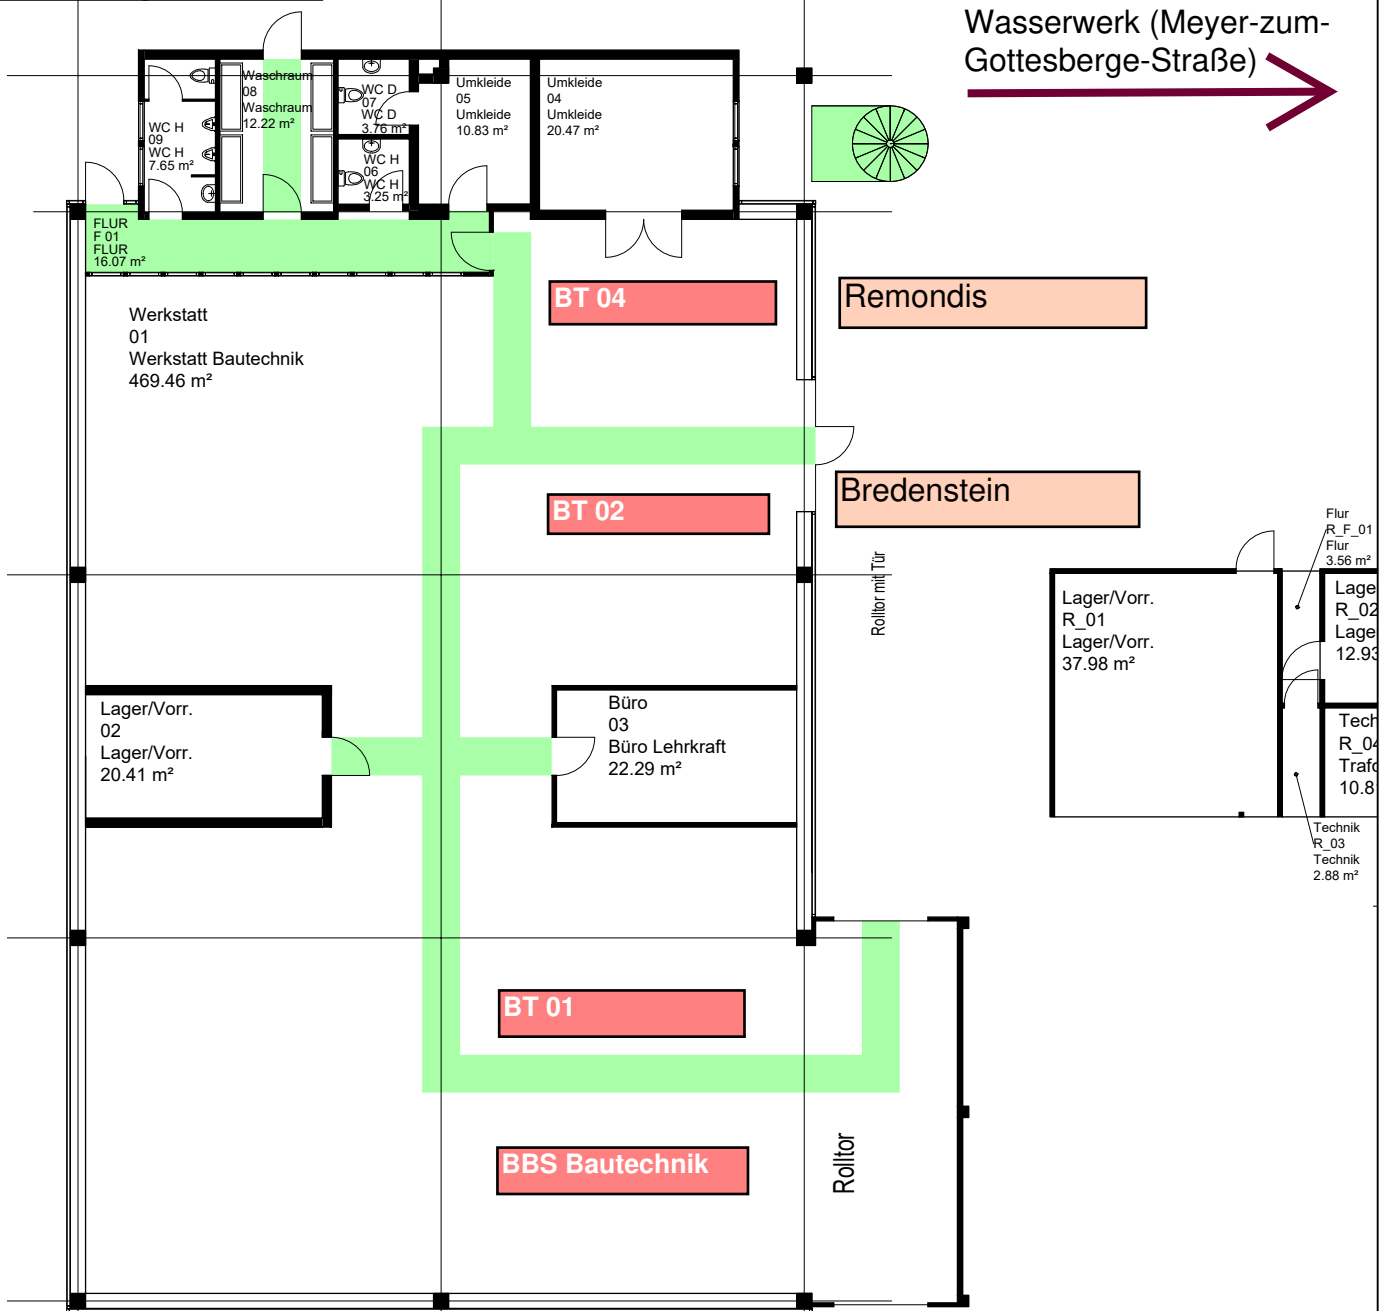 Wasserwerk (Meyer-zum-
Gottesberge-Straße)
Waschraum
08
Waschraum
12.22 m²
WC D
07
WC D
3.76 m²
Umkleide
05
Umkleide
10.83 m²
Umkleide
04
Umkleide
20.47 m²
WC H
09
WC H
7.65 m²
WC H
06
WC H
3.25 m²
FLUR
F 01
FLUR
16.07 m²
BT 04
Remondis
Werkstatt
01
Werkstatt Bautechnik
469.46 m²
BT 02
Bredenstein
Rolltor mit Tür
Flur
R_F_01
Flur
3.56 m²
Lager/Vorr.
R_01
Lager/Vorr.
37.98 m²
Lage
R_02
Lage
12.93
Lager/Vorr.
02
Lager/Vorr.
20.41 m²
Büro
03
Büro Lehrkraft
22.29 m²
Tech
R_04
Trafo
10.8
Technik
R_03
Technik
2.88 m²
BT 01
BBS Bautechnik
Rolltor